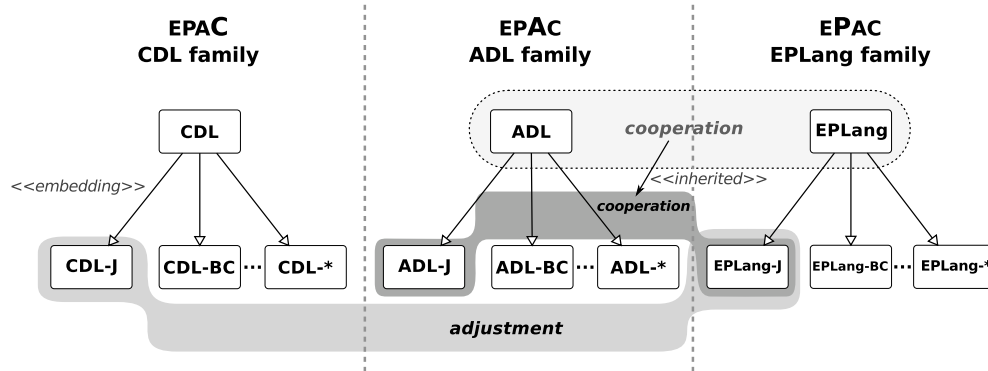 EPAC
CDL family
EPAC
ADL family
EPAC
EPLang family
CDL
ADL
cooperation
EPLang
<<embedding>>
<<inherited>>
cooperation
CDL-J
CDL-BC
...
CDL-*
ADL-J
ADL-BC
...
ADL-*
EPLang-J
EPLang-BC
...
EPLang-*
adjustment